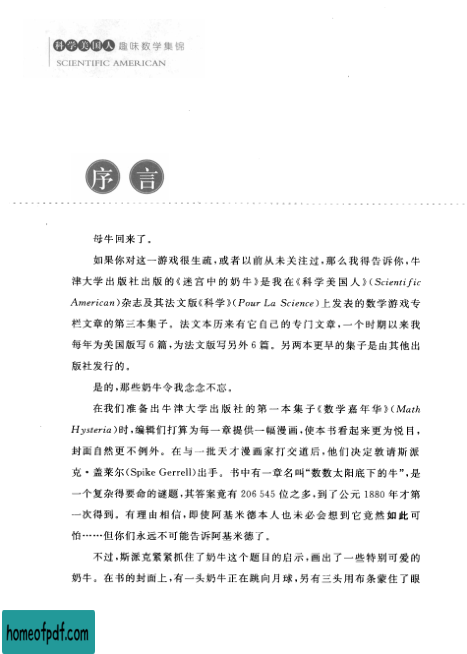 科学美国人 趣味数学集锦
SCIENTIFIC AMERICAN
序言
母牛回来了。
如果你对这一游戏很生疏,或者以前从未关注过,那么我得告诉你,牛
津大学出版社出版的《迷宫中的奶牛》是我在《科学美国人》(Scientific
American)杂志及其法文版《科学》(Pour La Science)上发表的数学游戏专
栏文章的第三本集子。法文本历来有它自己的专门文章,一个时期以来我
每年为美国版写6篇,为法文版写另外6篇。另两本更早的集子是由其他出
版社发行的。
是的,那些奶牛令我念念不忘。
在我们准备出牛津大学出版社的第一本集子《数学嘉年华》(Math
Hysteria)时,编辑们打算为每一章提供一幅漫画,使本书看起来更为悦目,
封面自然更不例外。在与一批天才漫画家打交道后,他们决定敦请斯派
克·盖莱尔(Spike Gerrell)出手。书中有一章名叫“数数太阳底下的牛”,是
一个复杂得要命的谜题,其答案竟有206 545位之多,到了公元1880年才第
一次得到。有理由相信,即使阿基米德本人也未必会想到它竟然如此可
怕……但你们永远不可能告诉阿基米德了。
不过,斯派克紧紧抓住了奶牛这个题目的启示,画出了一些特别可爱的
奶牛。在书的封面上,有一头奶牛正在跳向月球,另有三头用布条蒙住了眼
homeofpdf.com